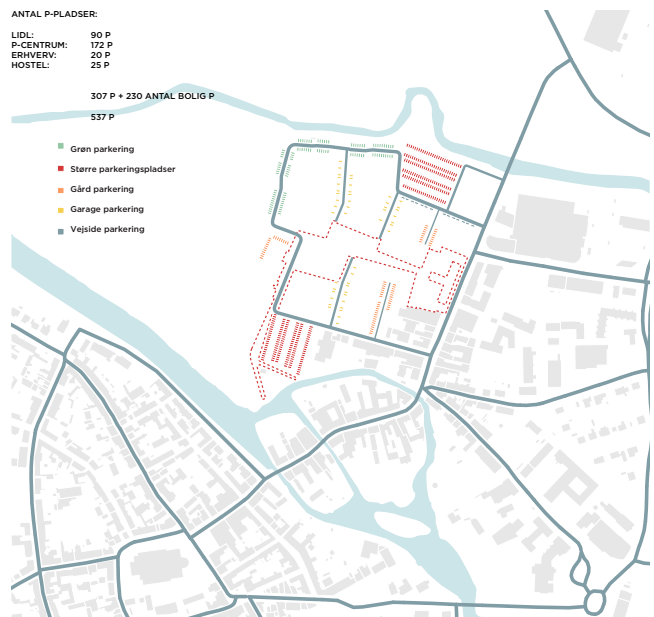 ANTAL P-PLADSER:
LIDL: 90 P
P-CENTRUM: 172 P
ERHVERV: 20 P
HOSTEL: 25 P
307 P + 230 ANTAL BOLIG P
537 P
Grøn parkering
Større parkeringspladser
Gård parkering
Garage parkering
Vejside parkering